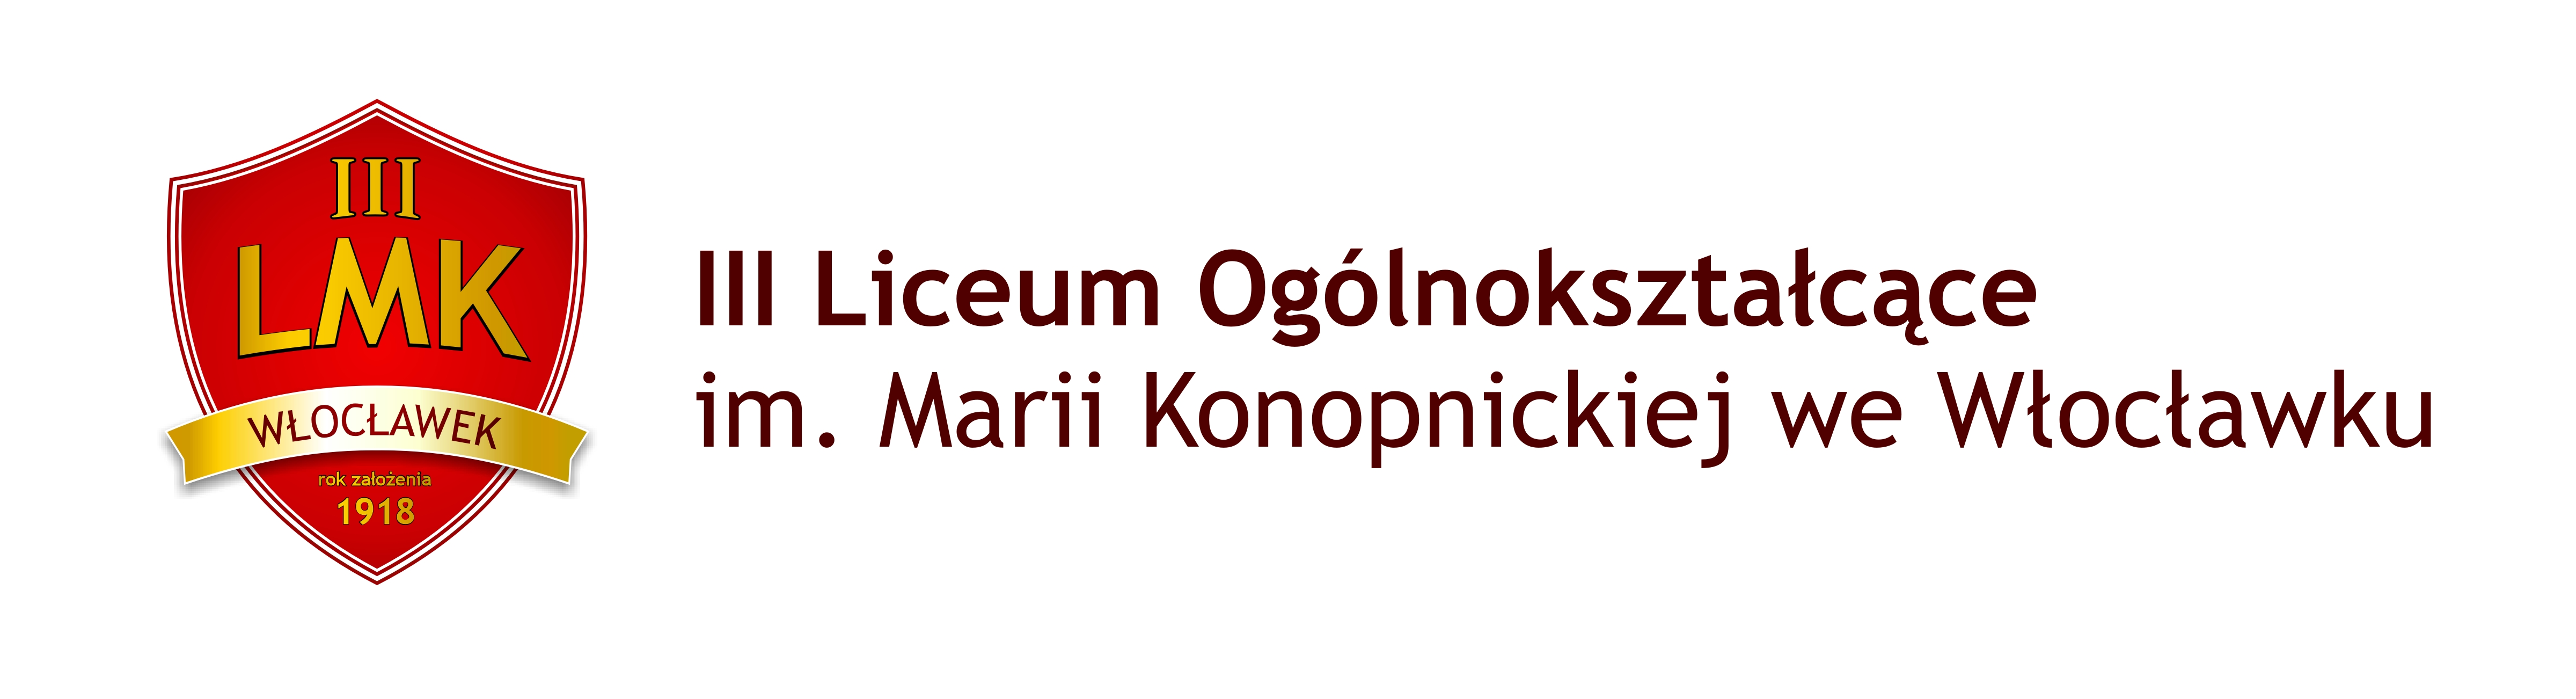 III
LMK
WŁOCŁAWEK
rok założenia
1918
III Liceum Ogólnokształcące
im. Marii Konopnickiej we Włocławku